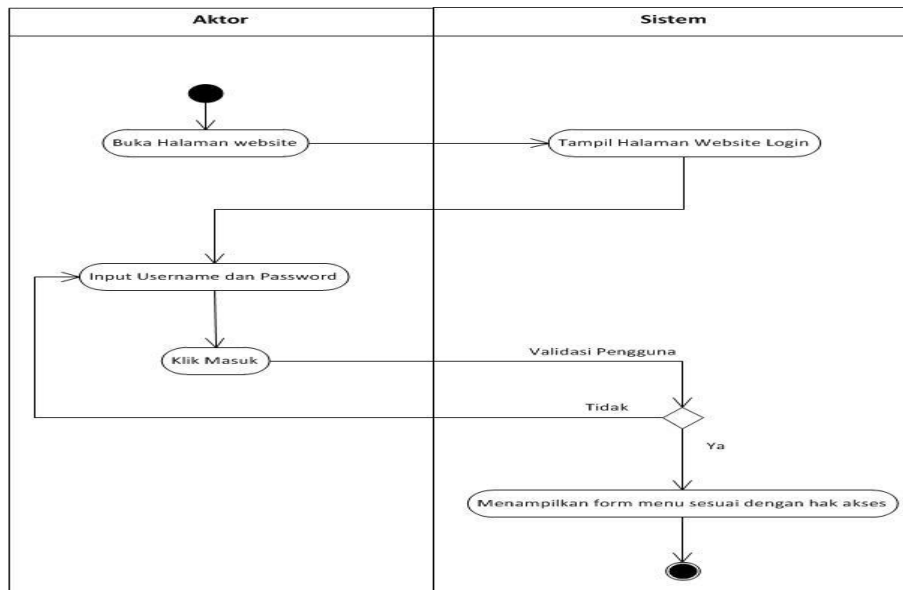 Aktor
Sistem
Buka Halaman website
Tampil Halaman Website Login
Input Username dan Password
Klik Masuk
Validasi Pengguna
Tidak
Ya
Menampilkan form menu sesuai dengan hak akses